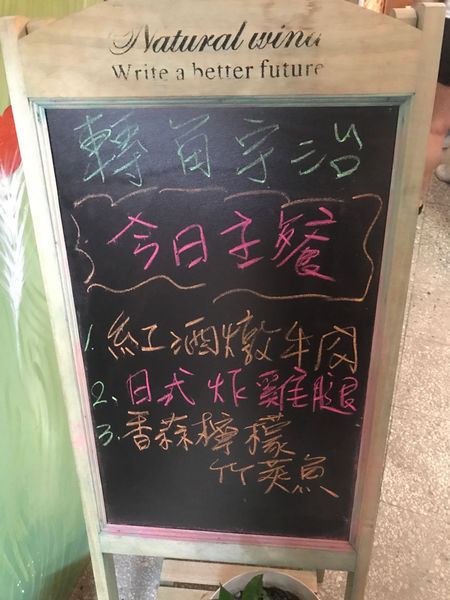 Natural wind
Write a better future
轉角宇治
今日主餐
1. 紅酒燉牛肉
2. 日式炸雞腿
3. 香蒜檸檬
竹莢魚